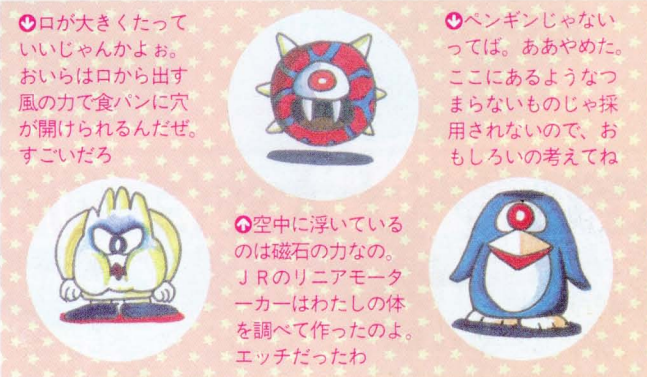 ⬇口が大きくたって
いいじゃんかよぉ。
おいらは口から出す
風の力で食パンに穴
が開けられるんだぜ。
すごいだろ
⬆空中に浮いている
のは磁石の力なの。
ＪＲのリニアモータ
ーカーはわたしの体
を調べて作ったのよ。
エッチだったわ
⬇ペンギンじゃない
ってば。ああやめた。
ここにあるようなつ
まらないものじゃ採
用されないので、お
もしろいの考えてね